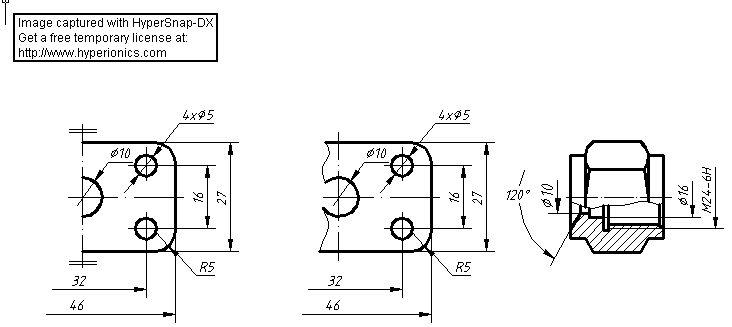 Image captured with HyperSnap-DX
Get a free temporary license at:
http://www.hyperionics.com
4xΦ5
Φ10
16
27
R5
32
46
4xΦ5
Φ10
16
27
R5
32
46
120°
Φ10
Φ16
M24-6H